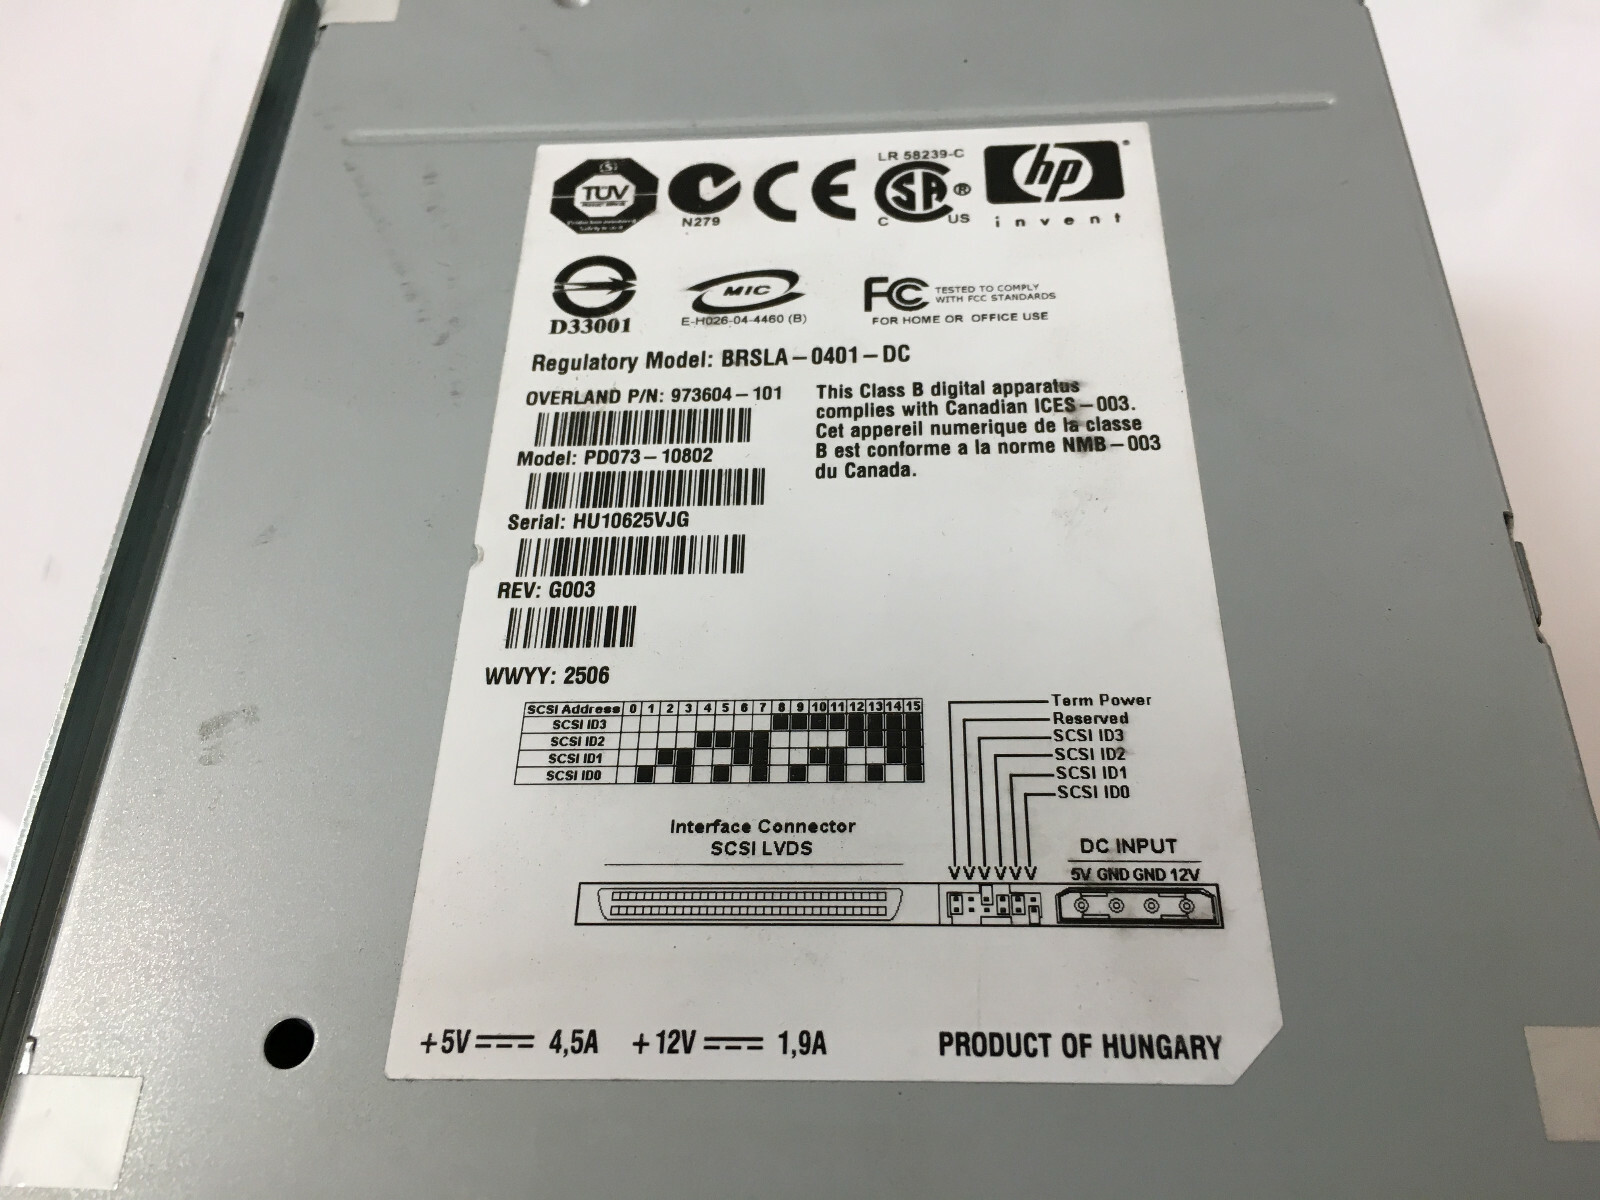 TÜV
N279
CE
LR 58239-C
SA ®
C US
hp
invent
D33001
MIC
E-H026-04-4460 (B)
FC TESTED TO COMPLY
WITH FCC STANDARDS
FOR HOME OR OFFICE USE
Regulatory Model: BRSLA-0401-DC
OVERLAND P/N: 973604-101
Model: PD073-10802
Serial: HU10625VJG
REV: G003
WWYY: 2506
This Class B digital apparatus
complies with Canadian ICES-003.
Cet appareil numerique de la classe
B est conforme a la norme NMB-003
du Canada.
SCSI Address 0 1 2 3 4 5 6 7 8 9 10 11 12 13 14 15
SCSI ID3
SCSI ID2
SCSI ID1
SCSI ID0
Term Power
Reserved
SCSI ID3
SCSI ID2
SCSI ID1
SCSI ID0
Interface Connector
SCSI LVDS
DC INPUT
5V GND GND 12V
+5V 4,5A +12V 1,9A
PRODUCT OF HUNGARY